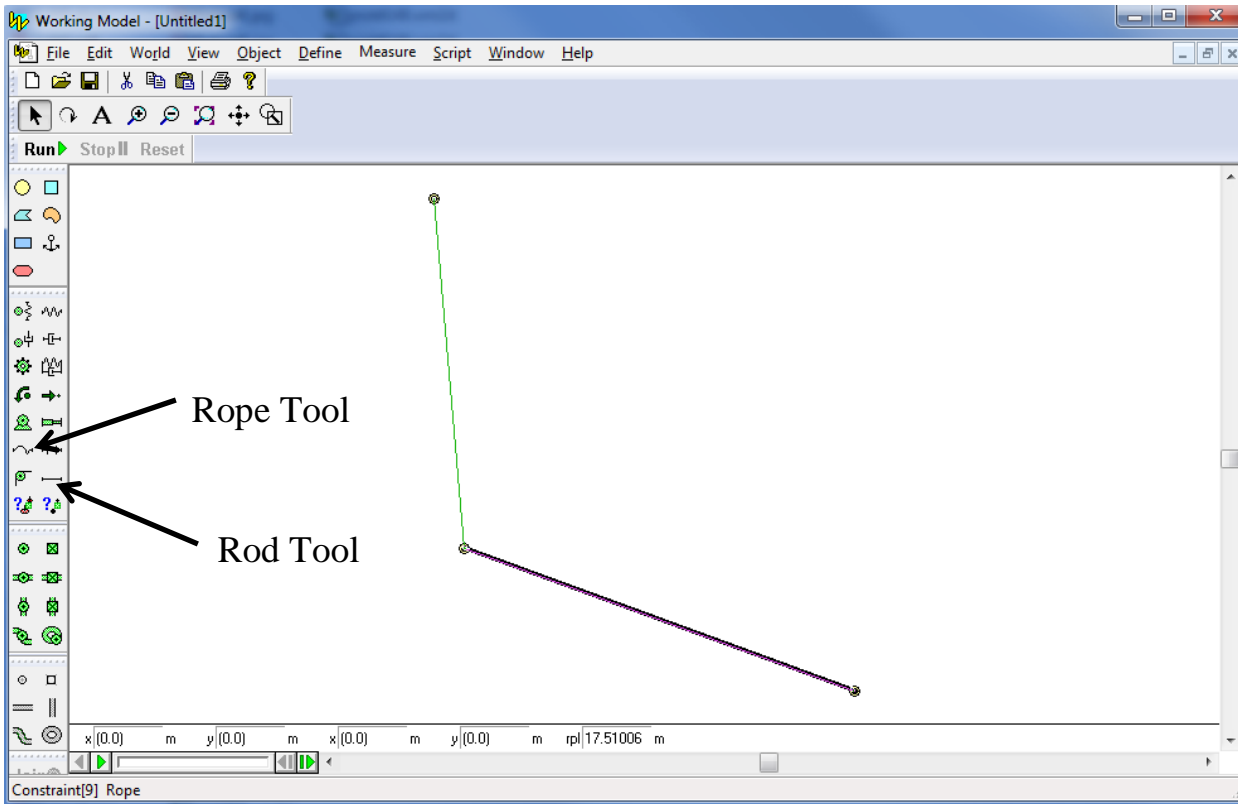 Working Model - [Untitled1]
File Edit World View Object Define Measure Script Window Help
A
Run Stop Reset
Rope Tool
Rod Tool
x (0.0) m y (0.0) m x (0.0) m y (0.0) m rpl 17.51006 m
Constraint[9] Rope